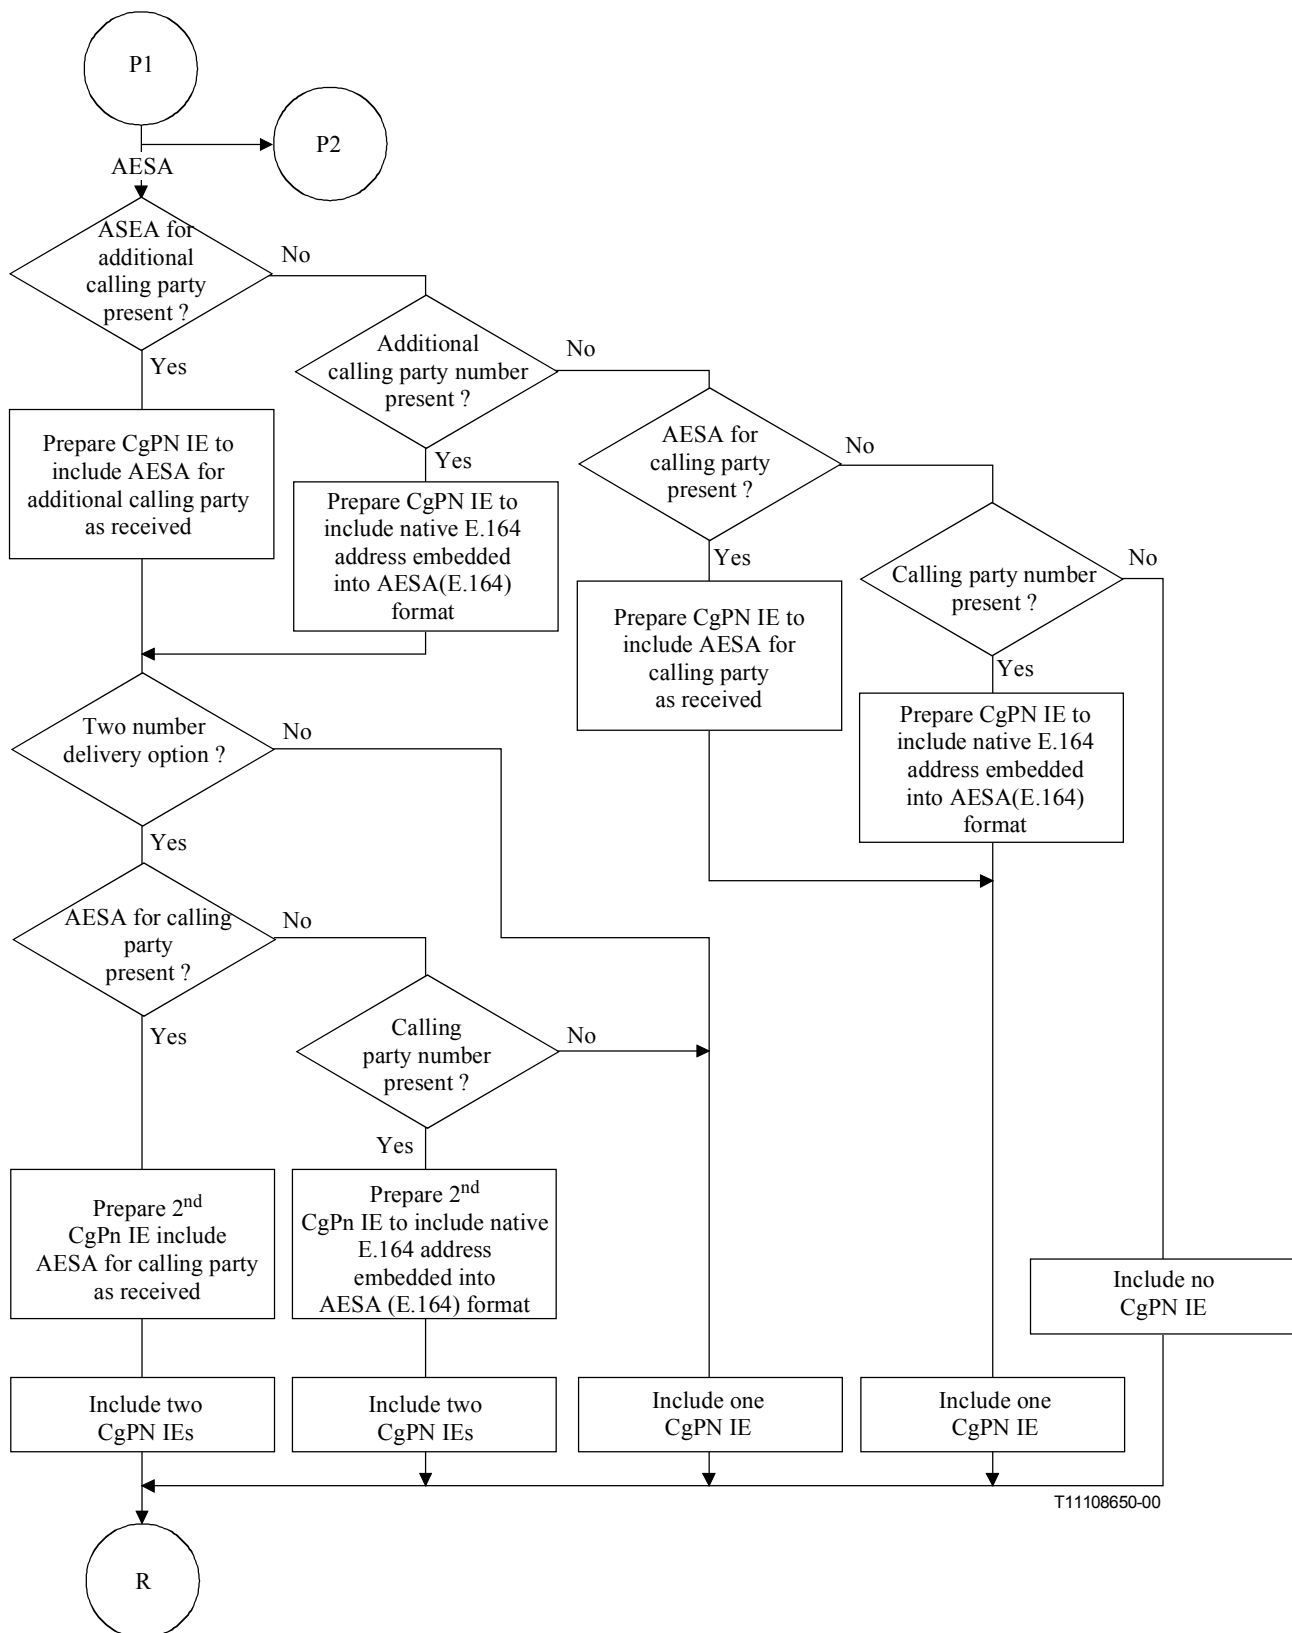 P1
P2
AESA
ASEA for
additional
calling party
present ?
No
Yes
Additional
calling party number
present ?
No
Yes
AESA for
calling party
present ?
No
Yes
Calling party number
present ?
No
Yes
Prepare CgPN IE to
include AESA for
additional calling party
as received
Prepare CgPN IE to
include native E.164
address embedded
into AESA(E.164)
format
Prepare CgPN IE to
include AESA for
calling party
as received
Prepare CgPN IE to
include native E.164
address embedded
into AESA(E.164)
format
Two number
delivery option ?
No
Yes
AESA for calling
party
present ?
No
Yes
Calling
party number
present ?
No
Yes
Prepare 2nd
CgPn IE include
AESA for calling party
as received
Prepare 2nd
CgPn IE to include native
E.164 address
embedded into
AESA (E.164) format
Include no
CgPN IE
Include two
CgPN IEs
Include two
CgPN IEs
Include one
CgPN IE
Include one
CgPN IE
T11108650-00
R